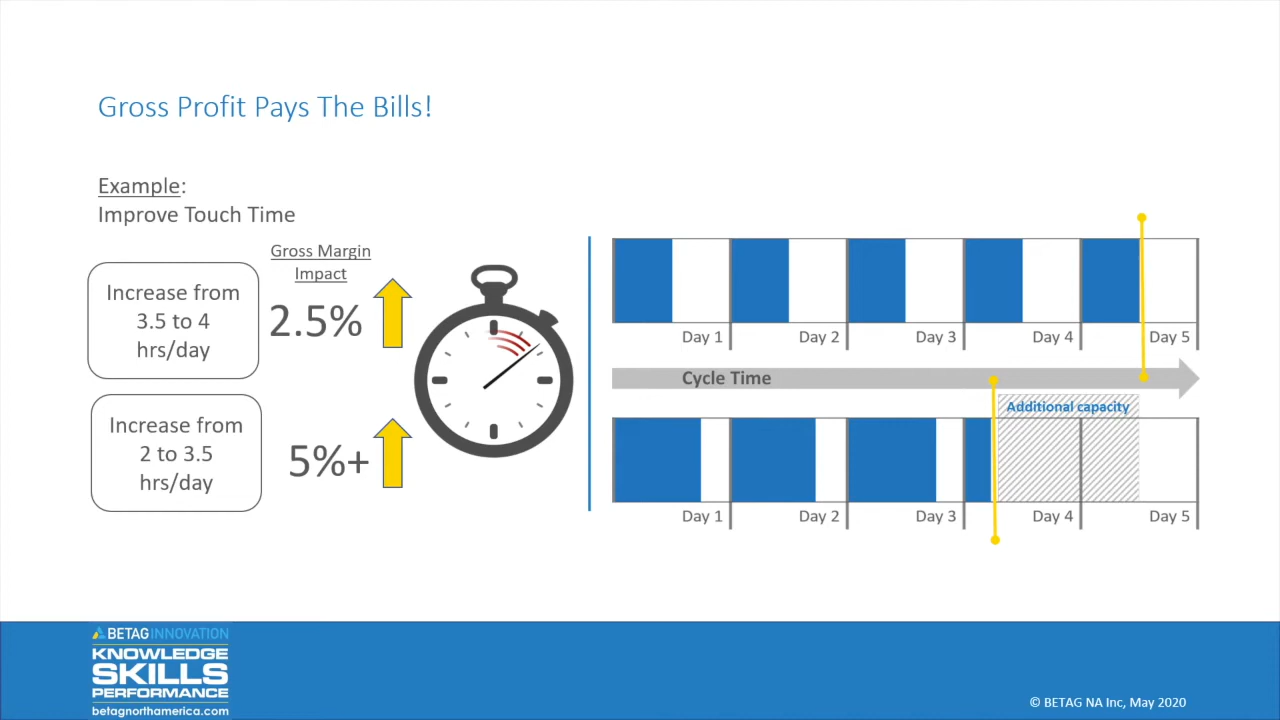 Gross Profit Pays The Bills!
Example:
Improve Touch Time
Gross Margin
Impact
Increase from
3.5 to 4
hrs/day
2.5%
Increase from
2 to 3.5
hrs/day
5%+
Day 1
Day 2
Day 3
Day 4
Day 5
Cycle Time
Additional capacity
Day 1
Day 2
Day 3
Day 4
Day 5
BETAG INNOVATION
KNOWLEDGE
SKILLS
PERFORMANCE
betagnorthamerica.com
© BETAG NA Inc, May 2020